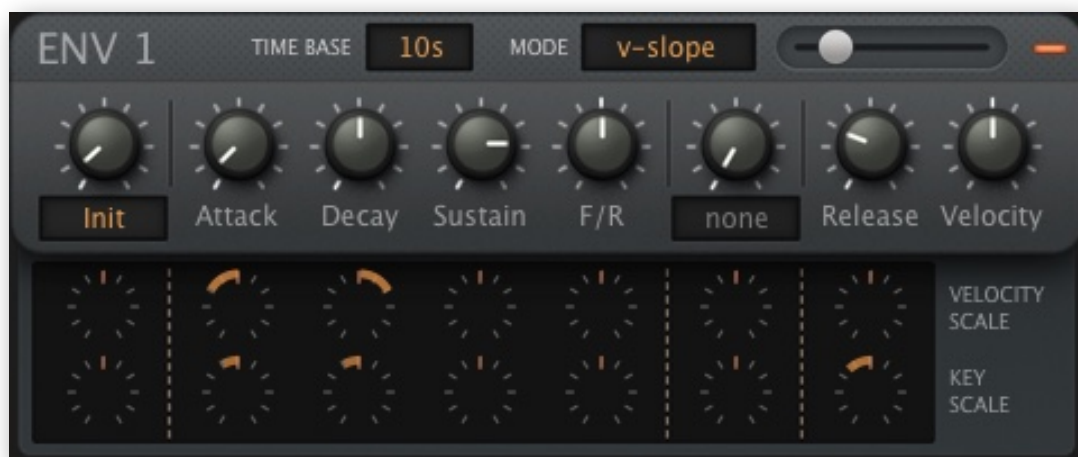 ENV 1 TIME BASE 10s MODE v-slope
Init Attack Decay Sustain F/R none Release Velocity
VELOCITY
SCALE
KEY
SCALE